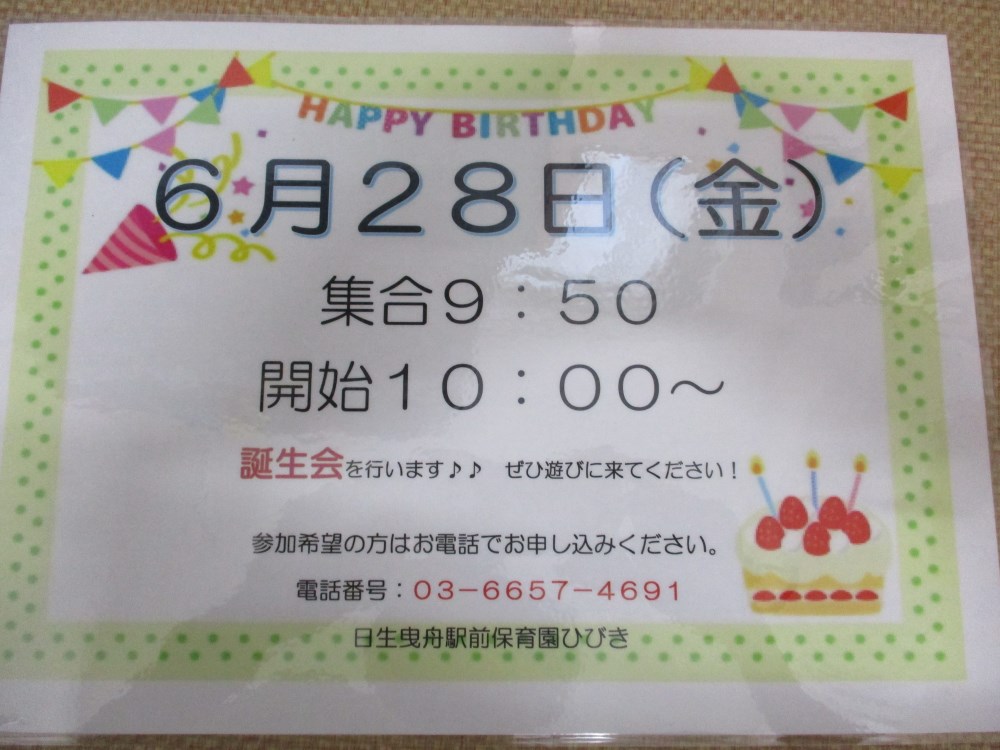 HAPPY BIRTHDAY
6月28日(金)
集合9：50
開始10：00～
誕生会を行います♪♪　ぜひ遊びに来てください！
参加希望の方はお電話でお申し込みください。
電話番号：03－6657－4691
日生曳舟駅前保育園ひびき